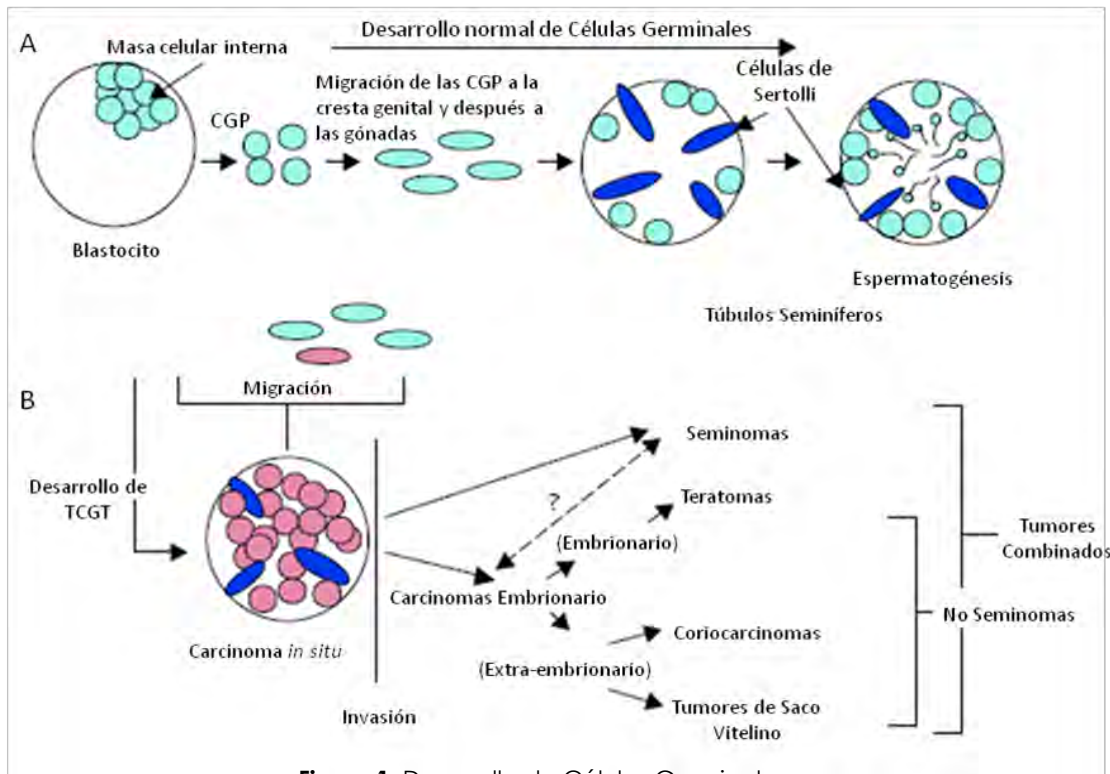 A
Masa celular interna
Desarrollo normal de Células Germinales
CGP
Migración de las CGP a la
cresta genital y después a
las gónadas
Células de
Sertolli
Blastocito
Espermatogénesis
Túbulos Seminíferos
B
Migración
Desarrollo de
TCGT
Carcinoma in situ
Invasión
Seminomas
?
Teratomas
(Embrionario)
Carcinomas Embrionario
Coriocarcinomas
(Extra-embrionario)
Tumores de Saco
Vitelino
No Seminomas
Tumores
Combinados